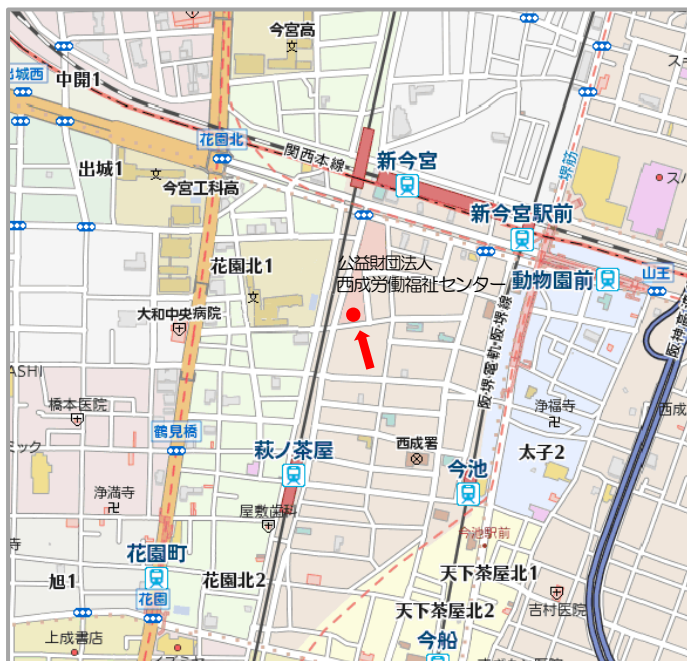 今宮高
中開1
出城西
花園北
関西本線
新今宮
堺筋
出城1
今宮工科高
新今宮駅前
公益財団法人
西成労働福祉センター
動物園前
山王
花園北1
大和中央病院
阪堺電軌・阪堺線
橋本医院
浄福寺
鶴見橋
西成署
太子2
萩ノ茶屋
今池
浄満寺
屋敷歯科
今池駅前
花園町
旭1
花園北2
天下茶屋北1
花園
天下茶屋北2
吉村医院
上成書店
今船